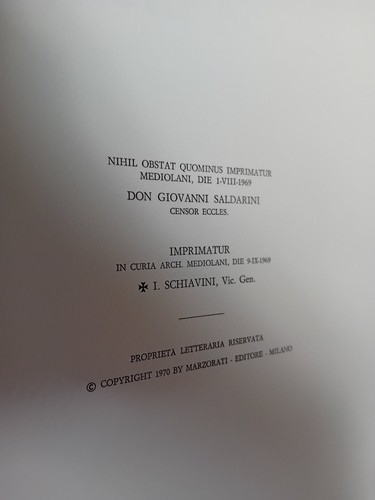 NIHIL OBSTAT QUOMINUS IMPRIMATUR
MEDIOLANI, DIE 1-VIII-1969
DON GIOVANNI SALDARINI
CENSOR ECCLES.
IMPRIMATUR
IN CURIA ARCH. MEDIOLANI, DIE 9-IX-1969
✠ I. SCHIAVINI, Vic. Gen.
PROPRIETA LETTERARIA RISERVATA
© COPYRIGHT 1970 BY MARZORATI - EDITORE - MILANO